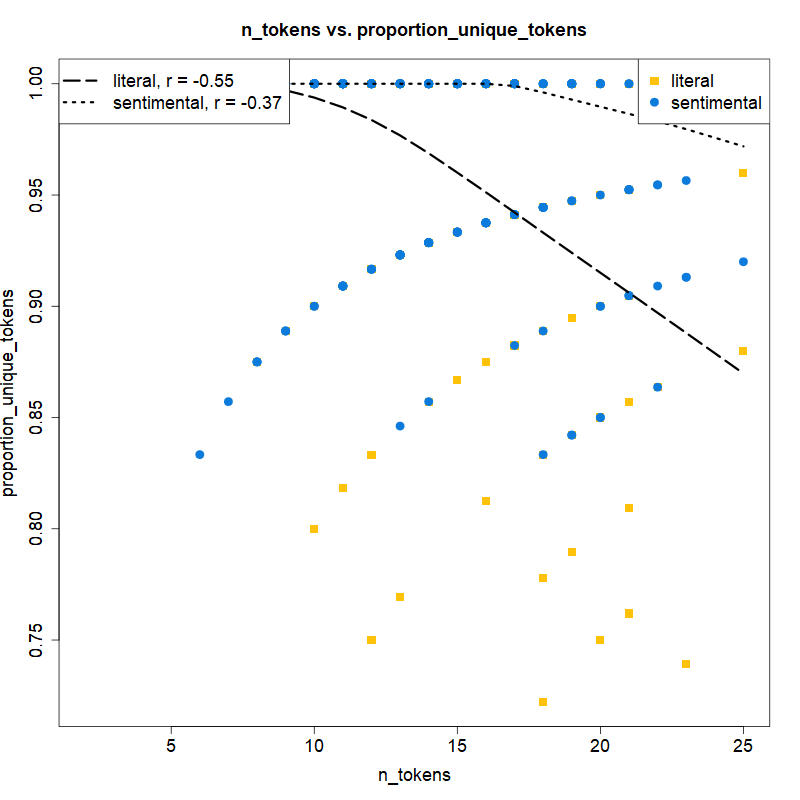 n_tokens vs. proportion_unique_tokens
literal, r = -0.55
sentimental, r = -0.37
literal
sentimental
proportion_unique_tokens
1.00
0.95
0.90
0.85
0.80
0.75
5 10 15 20 25
n_tokens